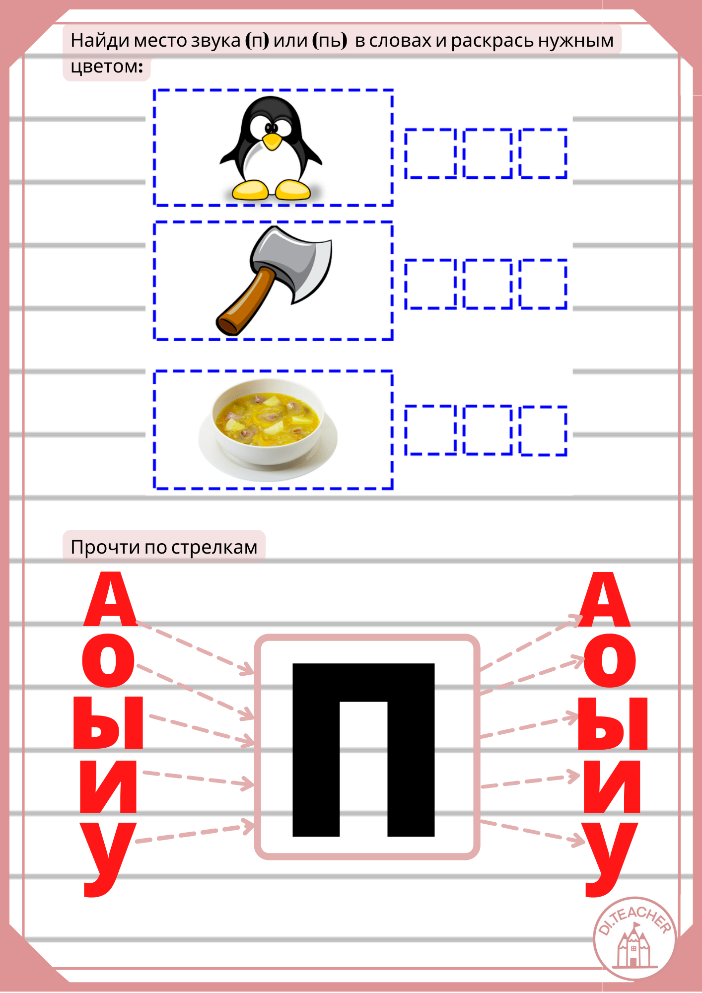 Найди место звука (п) или (пь) в словах и раскрась нужным
цветом:
Прочти по стрелкам
А А
о о
ы П ы
и и
у у
DI.TEACHER